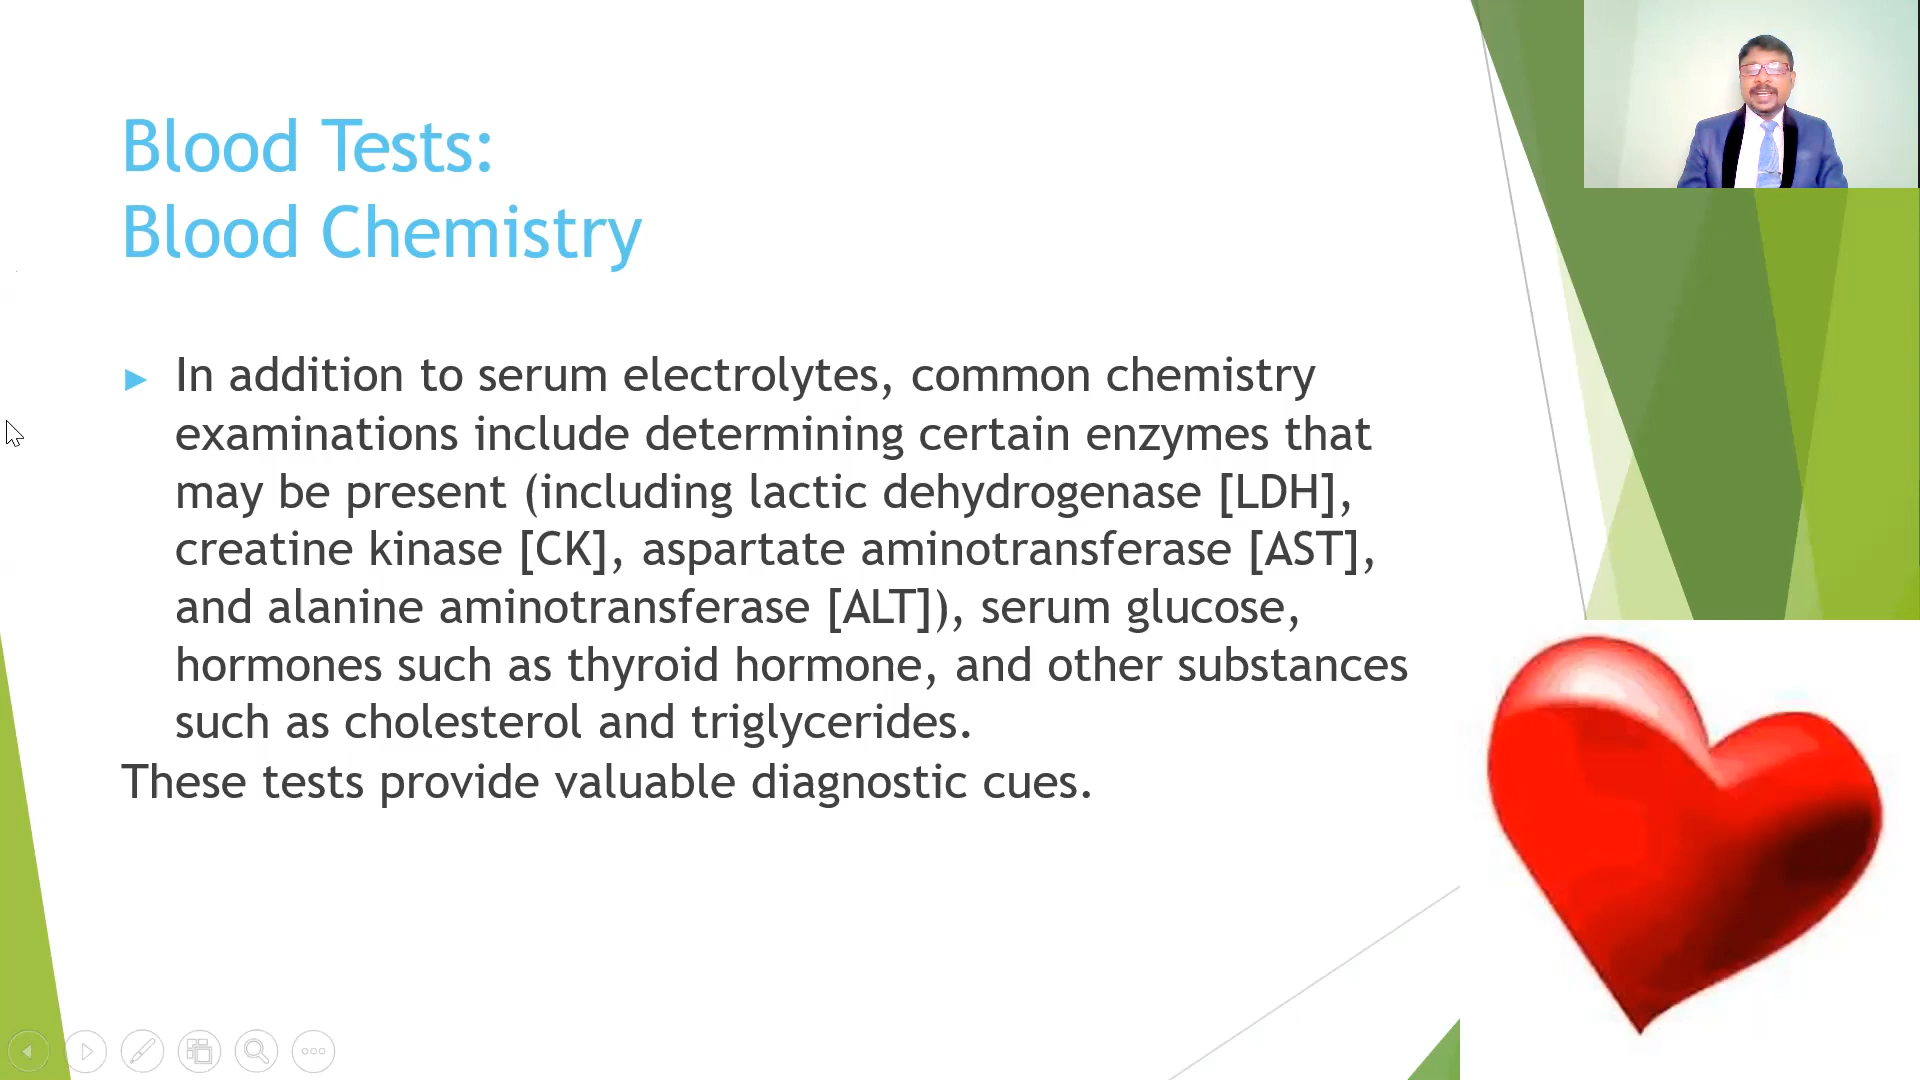 Blood Tests:
Blood Chemistry
In addition to serum electrolytes, common chemistry
examinations include determining certain enzymes that
may be present (including lactic dehydrogenase [LDH],
creatine kinase [CK], aspartate aminotransferase [AST],
and alanine aminotransferase [ALT]), serum glucose,
hormones such as thyroid hormone, and other substances
such as cholesterol and triglycerides.
These tests provide valuable diagnostic cues.